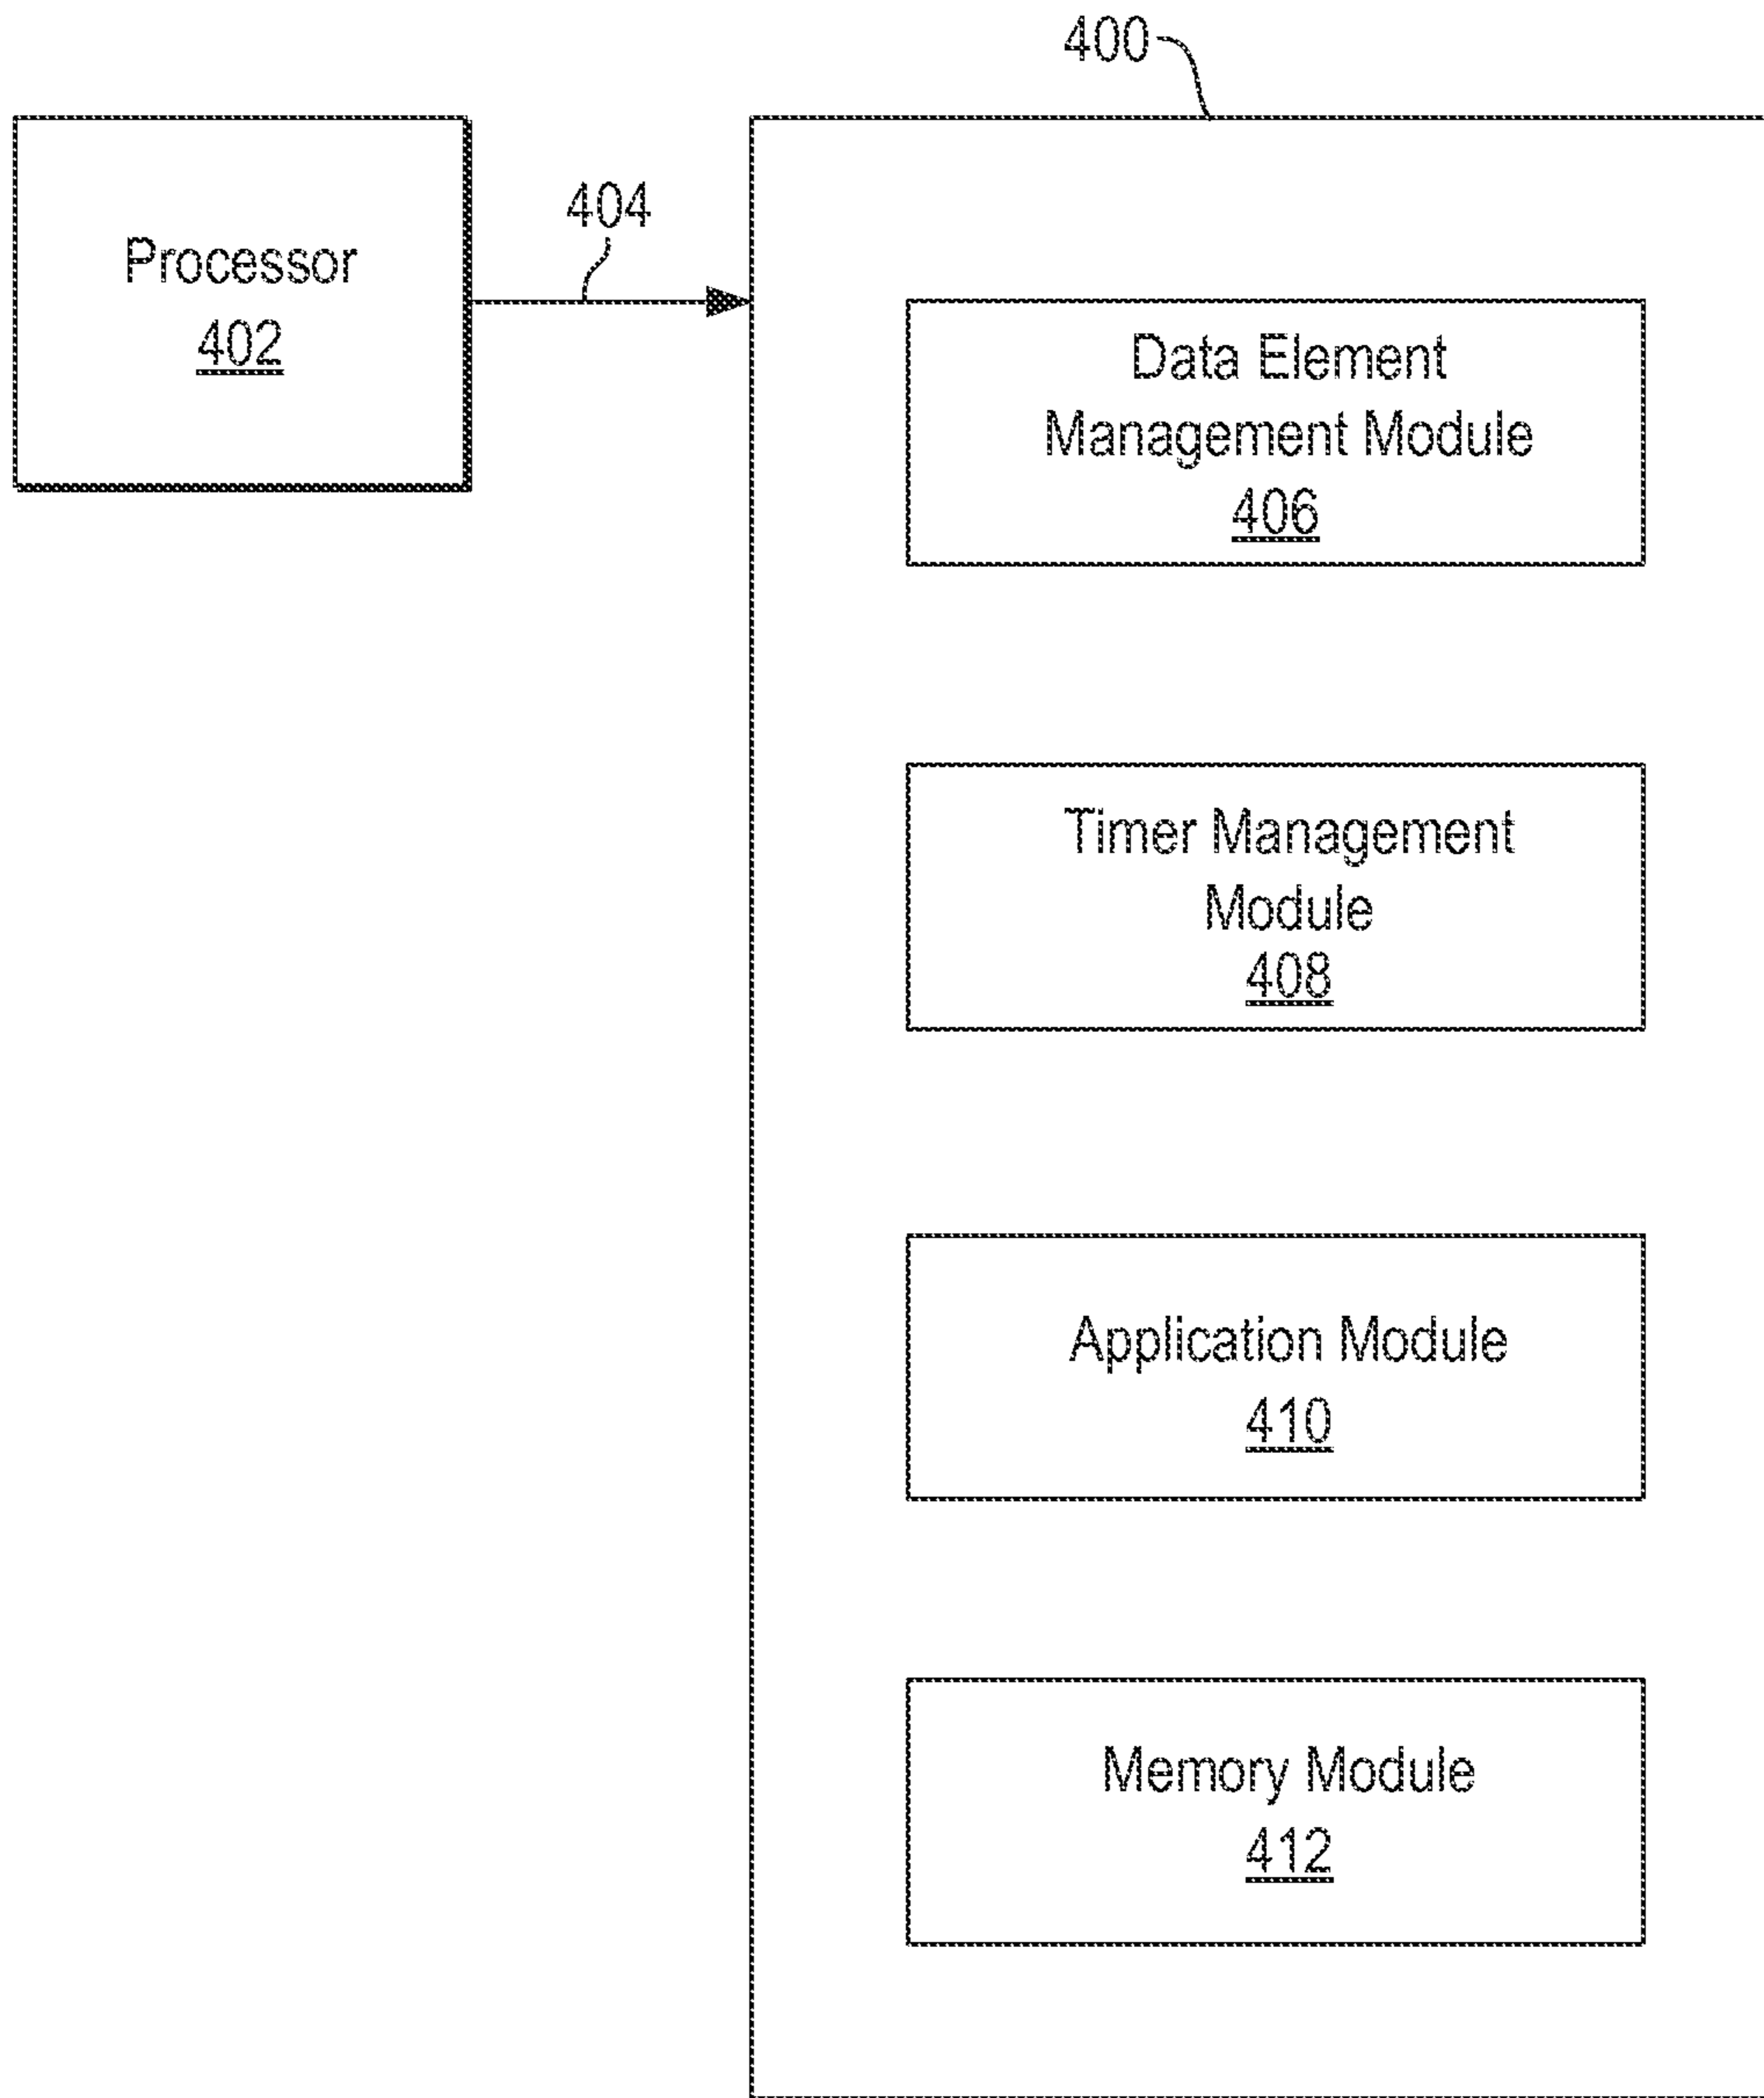 400
Processor
402
404
Data Element
Management Module
406
Timer Management
Module
408
Application Module
410
Memory Module
412